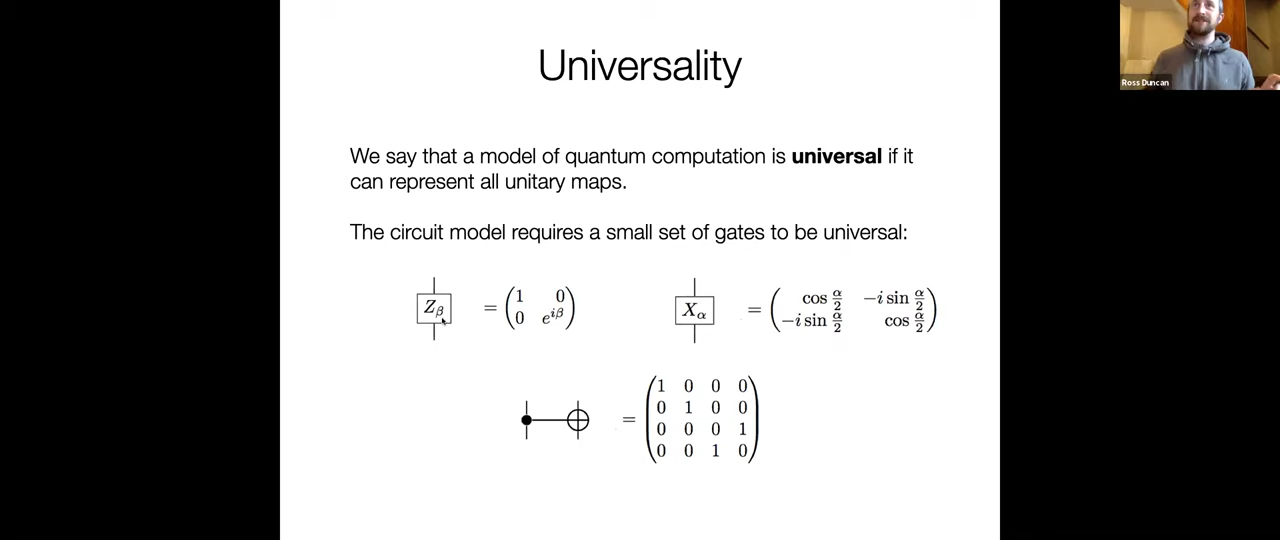 Universality
Ross Duncan
We say that a model of quantum computation is universal if it
can represent all unitary maps.
The circuit model requires a small set of gates to be universal:
Z_β = (1 0; 0 e^{iβ})
X_α = (cos α/2 −i sin α/2; −i sin α/2 cos α/2)
= (1 0 0 0; 0 1 0 0; 0 0 0 1; 0 0 1 0)